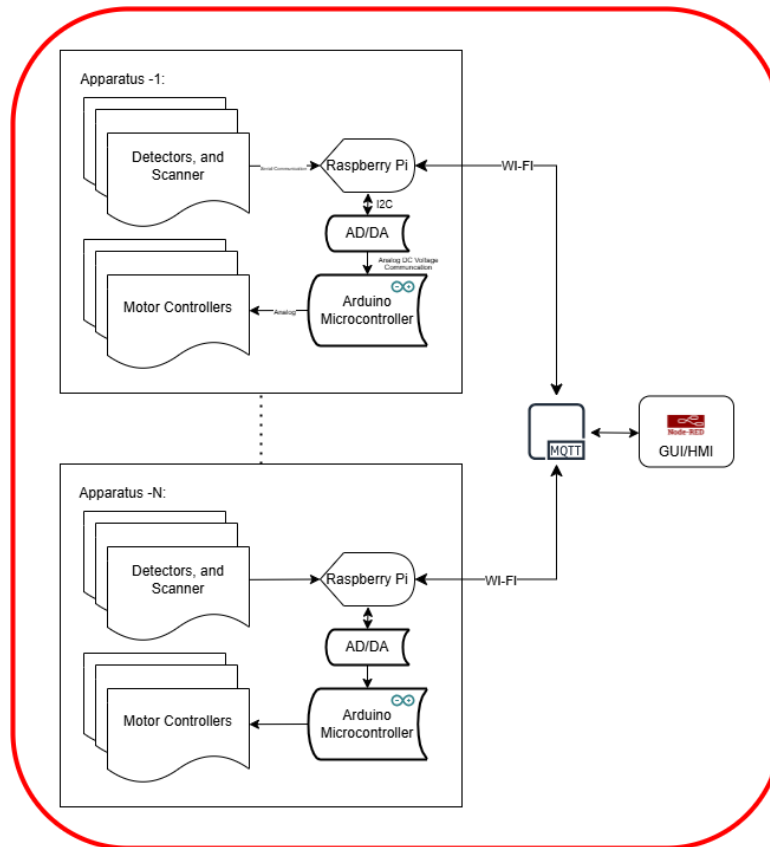 Apparatus -1:
Detectors, and
Scanner
Serial Communication
Raspberry Pi
WI-FI
I2C
AD/DA
Analog DC Voltage
Communcation
Motor Controllers
Analog
Arduino
Microcontroller
MQTT
Node-RED
GUI/HMI
Apparatus -N:
Detectors, and
Scanner
Raspberry Pi
WI-FI
AD/DA
Motor Controllers
Arduino
Microcontroller